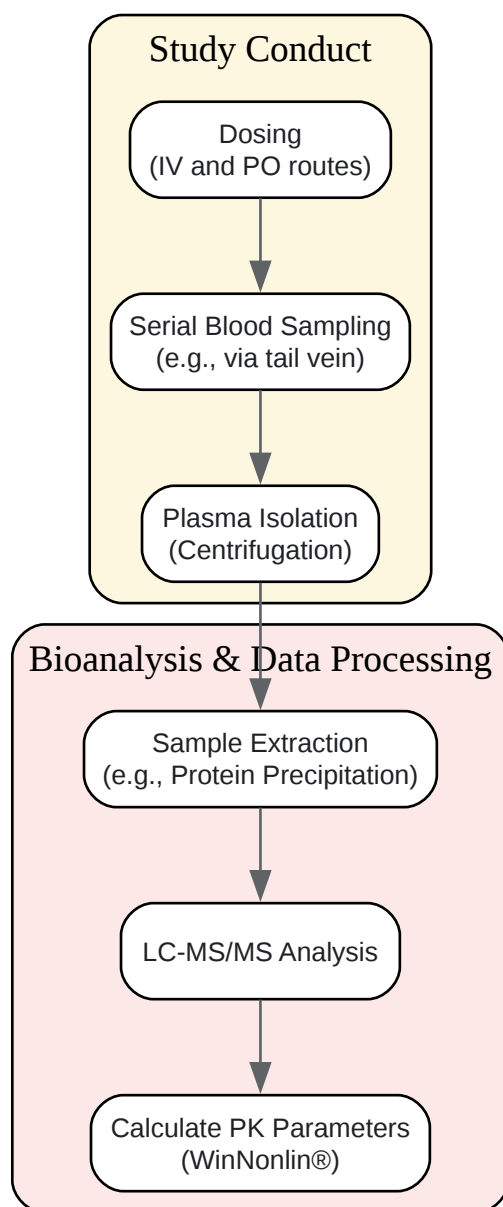 Study Conduct
Dosing
(IV and PO routes)
Serial Blood Sampling
(e.g., via tail vein)
Plasma Isolation
(Centrifugation)
Bioanalysis & Data Processing
Sample Extraction
(e.g., Protein Precipitation)
LC-MS/MS Analysis
Calculate PK Parameters
(WinNonlin®)